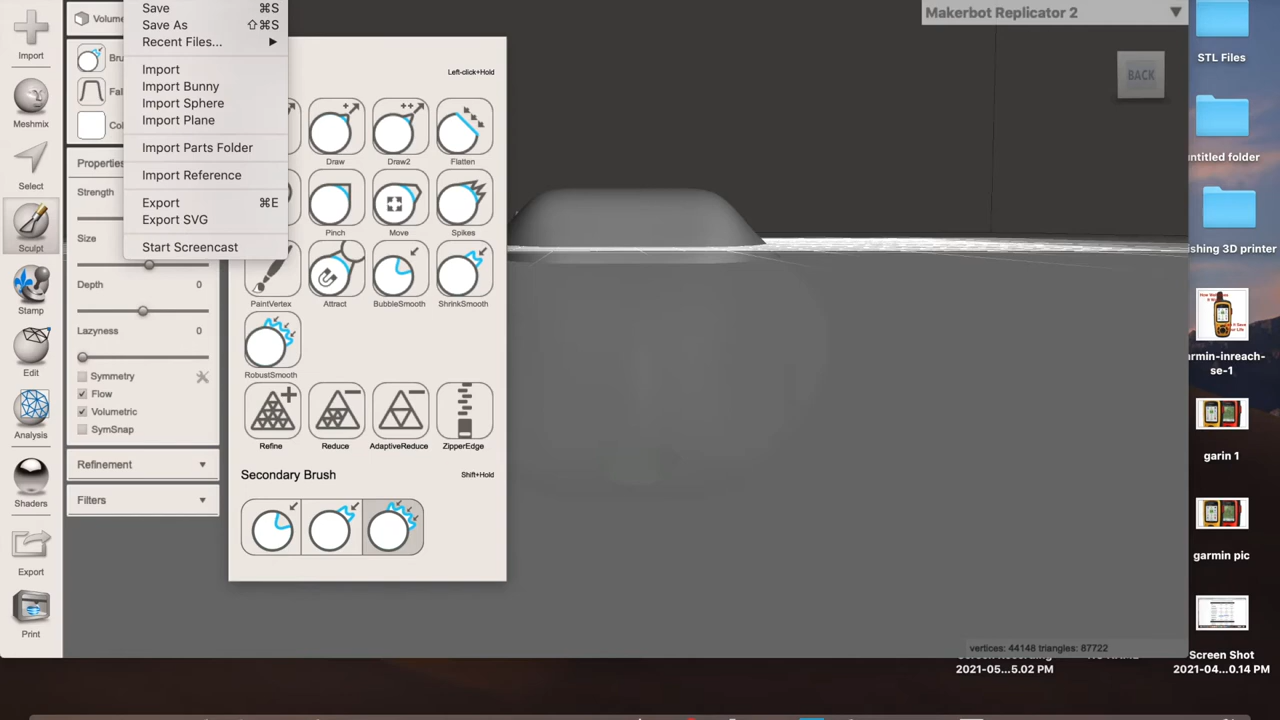 Save ⌘S
Save As ⇧⌘S
Recent Files... ▶
Import
Import Bunny
Import Sphere
Import Plane
Import Parts Folder
Import Reference
Export ⌘E
Export SVG
Start Screencast
Import
Meshmix
Select
Sculpt
Stamp
Edit
Analysis
Shaders
Export
Print
Volume
Properties
Strength
Size
Depth 0
Lazyness 0
Symmetry
Flow
Volumetric
SymSnap
Refinement
Filters
Left-click+Hold
Draw
Draw2
Flatten
Pinch
Move
Spikes
PaintVertex
Attract
BubbleSmooth
ShrinkSmooth
RobustSmooth
Refine
Reduce
AdaptiveReduce
ZipperEdge
Secondary Brush
Shift+Hold
Makerbot Replicator 2
BACK
vertices: 44148 triangles: 87722
STL Files
untitled folder
ishing 3D printer
armin-inreach-
se-1
garin 1
garmin pic
Screen Shot
2021-04...0.14 PM
2021-05...5.02 PM